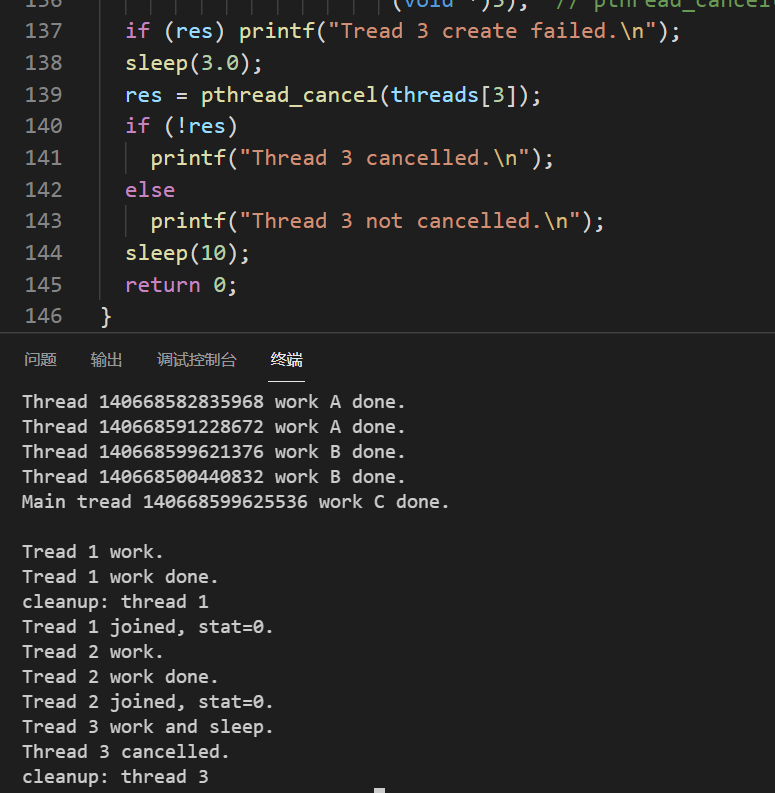 136 (void *)3); // pthread_cancel
137 if (res) printf("Tread 3 create failed.\n");
138 sleep(3.0);
139 res = pthread_cancel(threads[3]);
140 if (!res)
141 printf("Thread 3 cancelled.\n");
142 else
143 printf("Thread 3 not cancelled.\n");
144 sleep(10);
145 return 0;
146 }
问题 输出 调试控制台 终端
Thread 140668582835968 work A done.
Thread 140668591228672 work A done.
Thread 140668599621376 work B done.
Thread 140668500440832 work B done.
Main tread 140668599625536 work C done.
Tread 1 work.
Tread 1 work done.
cleanup: thread 1
Tread 1 joined, stat=0.
Tread 2 work.
Tread 2 work done.
Tread 2 joined, stat=0.
Tread 3 work and sleep.
Thread 3 cancelled.
cleanup: thread 3